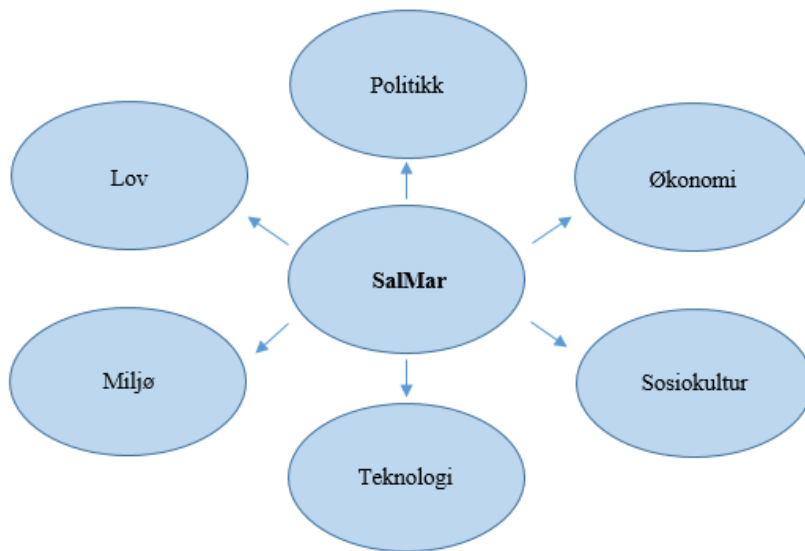 Politikk
Lov
Økonomi
SalMar
Miljø
Sosiokultur
Teknologi